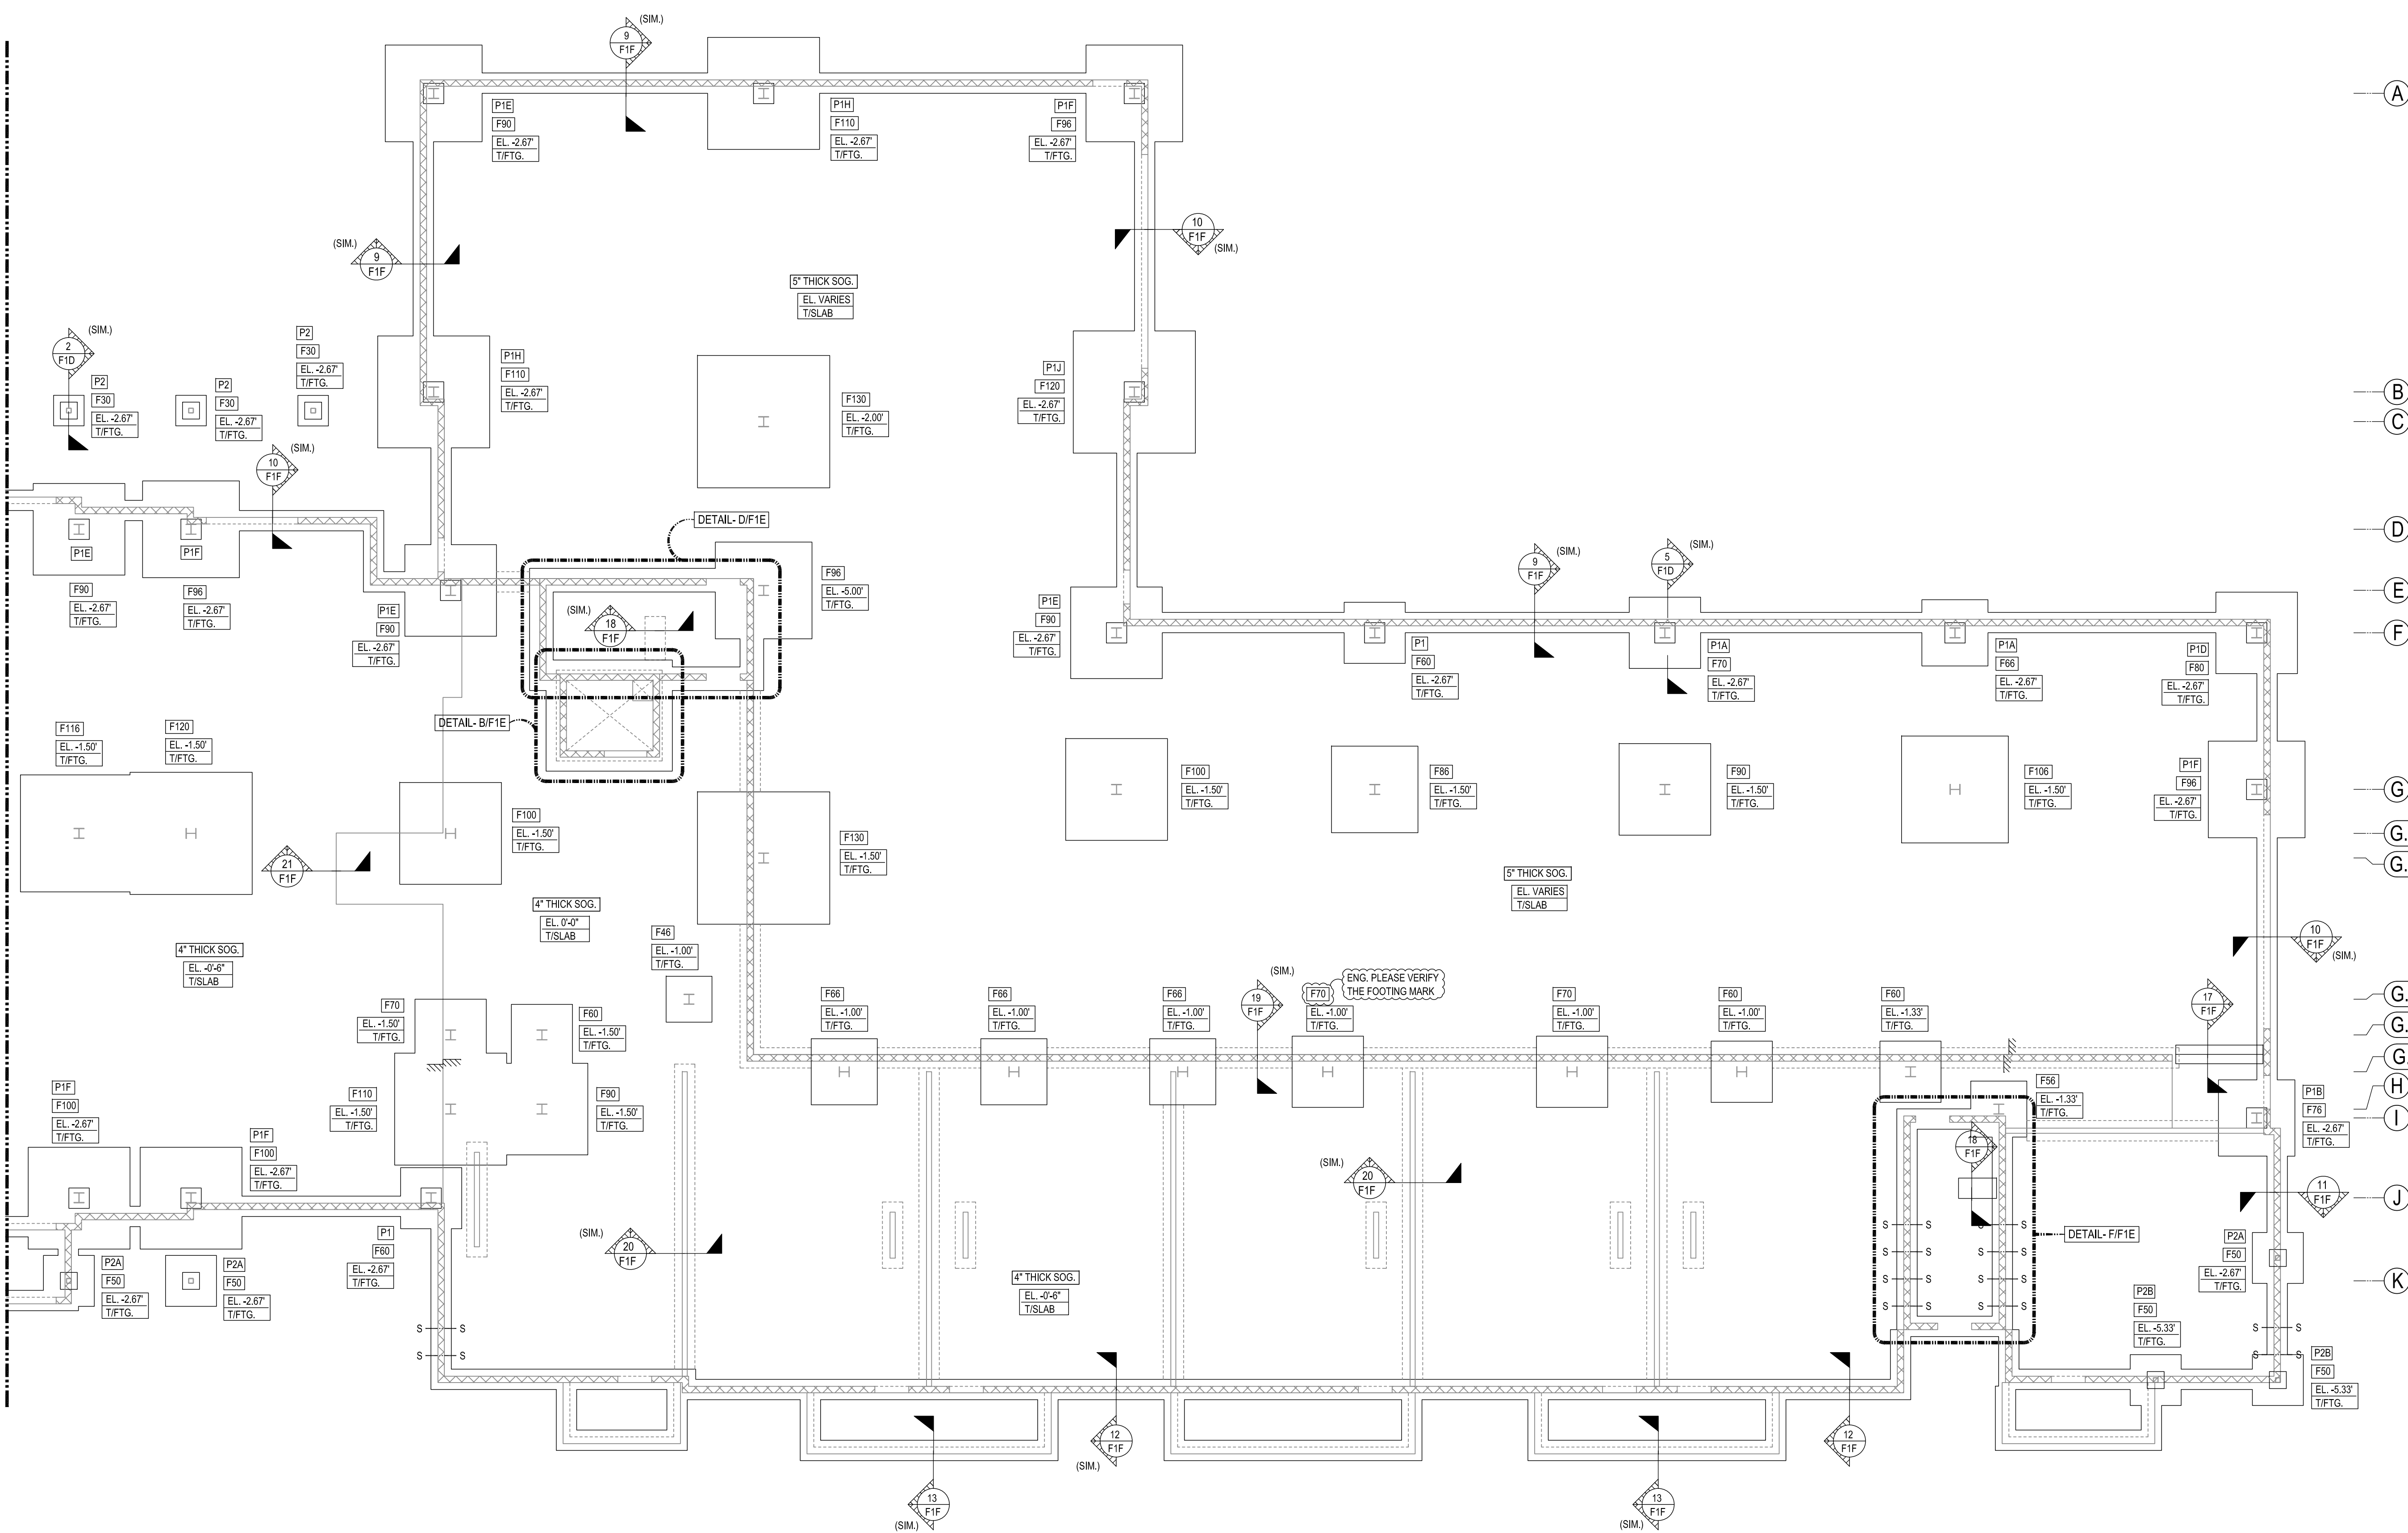 9
F1F
(SIM.)
P1E
F90
EL. -2.67'
T/FTG.
P1H
F110
EL. -2.67'
T/FTG.
P1F
F96
EL. -2.67'
T/FTG.
A
(SIM.)
9
F1F
10
F1F
(SIM.)
5" THICK SOG.
EL. VARIES
T/SLAB
2
F1D
(SIM.)
P2
F30
EL. -2.67'
T/FTG.
P2
F30
EL. -2.67'
T/FTG.
P2
F30
EL. -2.67'
T/FTG.
P1H
F110
EL. -2.67'
T/FTG.
F130
EL. -2.00'
T/FTG.
P1J
F120
EL. -2.67'
T/FTG.
B
C
10
F1F
(SIM.)
DETAIL- D/F1E
D
P1E
F90
EL. -2.67'
T/FTG.
P1F
F96
EL. -2.67'
T/FTG.
P1E
F90
EL. -2.67'
T/FTG.
(SIM.)
18
F1F
F96
EL. -5.00'
T/FTG.
DETAIL- B/F1E
P1E
F90
EL. -2.67'
T/FTG.
9
F1F
(SIM.)
5
F1D
(SIM.)
P1
F60
EL. -2.67'
T/FTG.
P1A
F70
EL. -2.67'
T/FTG.
P1A
F66
EL. -2.67'
T/FTG.
P1D
F80
EL. -2.67'
T/FTG.
E
F
F116
EL. -1.50'
T/FTG.
F120
EL. -1.50'
T/FTG.
21
F1F
F100
EL. -1.50'
T/FTG.
F130
EL. -1.50'
T/FTG.
F100
EL. -1.50'
T/FTG.
F86
EL. -1.50'
T/FTG.
F90
EL. -1.50'
T/FTG.
F106
EL. -1.50'
T/FTG.
P1F
F96
EL. -2.67'
T/FTG.
G
G.
G.
4" THICK SOG.
EL. 0'-0"
T/SLAB
5" THICK SOG.
EL. VARIES
T/SLAB
4" THICK SOG.
EL. -0'-6"
T/SLAB
F46
EL. -1.00'
T/FTG.
10
F1F
(SIM.)
F70
EL. -1.50'
T/FTG.
F60
EL. -1.50'
T/FTG.
F66
EL. -1.00'
T/FTG.
F66
EL. -1.00'
T/FTG.
F66
EL. -1.00'
T/FTG.
(SIM.)
19
F1F
F70
EL. -1.00'
T/FTG.
ENG. PLEASE VERIFY
THE FOOTING MARK
F70
EL. -1.00'
T/FTG.
F60
EL. -1.00'
T/FTG.
F60
EL. -1.33'
T/FTG.
17
F1F
G.
G.
G
H
I
P1F
F100
EL. -2.67'
T/FTG.
F110
EL. -1.50'
T/FTG.
F90
EL. -1.50'
T/FTG.
F56
EL. -1.33'
T/FTG.
P1B
F76
EL. -2.67'
T/FTG.
P1F
F100
EL. -2.67'
T/FTG.
(SIM.)
20
F1F
18
F1F
11
F1F
J
P1
F60
EL. -2.67'
T/FTG.
(SIM.)
20
F1F
S S S S
S S S S
S S S S
S S S S
DETAIL- F/F1E
P2A
F50
EL. -2.67'
T/FTG.
P2A
F50
EL. -2.67'
T/FTG.
P2A
F50
EL. -2.67'
T/FTG.
K
4" THICK SOG.
EL. -0'-6"
T/SLAB
P2B
F50
EL. -5.33'
T/FTG.
S S
S S
S S
S S
P2B
F50
EL. -5.33'
T/FTG.
12
F1F
(SIM.)
12
F1F
13
F1F
(SIM.)
13
F1F
(SIM.)